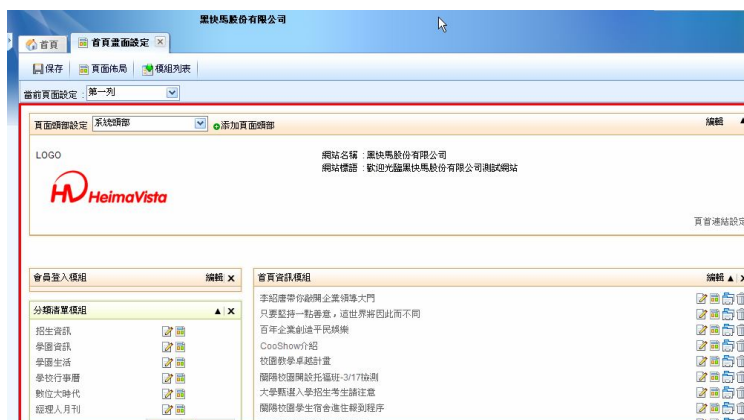 黑快馬股份有限公司
首頁 首頁畫面設定
保存 頁面佈局 模組列表
當前頁面設定: 第一列
頁面頭部設定 系統頭部 添加頁面頭部 編輯 ▲
LOGO
網站名稱:黑快馬股份有限公司
網站標語:歡迎光臨黑快馬股份有限公司測試網站
HeimaVista
頁首連結設定
會員登入模組 編輯 X
首頁資訊模組 編輯 ▲ | X
分類清單模組 ▲ | X
招生資訊
學園資訊
學園生活
學校行事曆
數位大時代
經理人月刊
李紹唐帶你敲開企業領導大門
只要堅持一點善意,這世界將因此而不同
百年企業創造平民娛樂
CooShow介紹
校園教學卓越計畫
蘭陽校園開設托福班-3/17檢測
大學甄選入學招生考生請注意
蘭陽校園學生宿舍進住報到程序